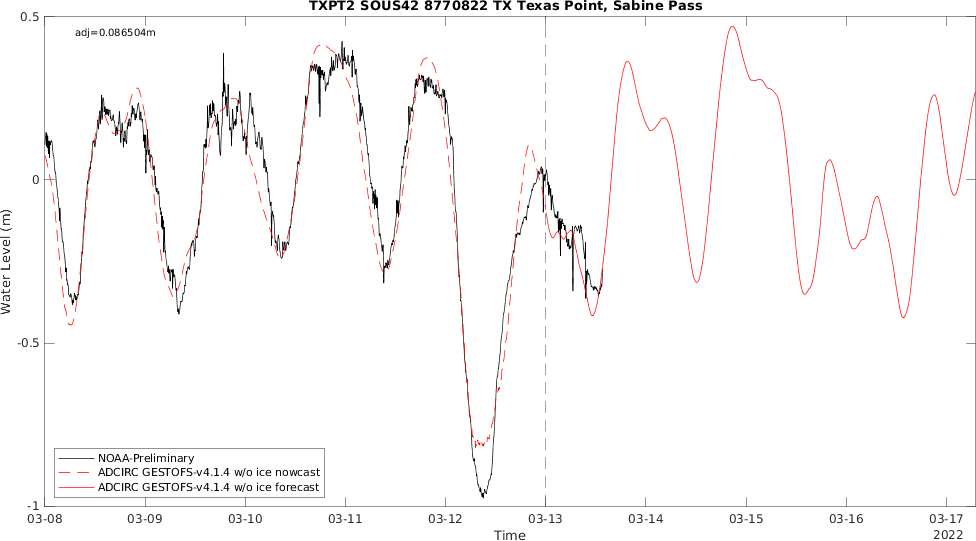 TXPT2 SOUS42 8770822 TX Texas Point, Sabine Pass
adj=0.086504m
0.5
0
-0.5
-1
Water Level (m)
NOAA-Preliminary
ADCIRC GESTOFS-v4.1.4 w/o ice nowcast
ADCIRC GESTOFS-v4.1.4 w/o ice forecast
03-08 03-09 03-10 03-11 03-12 03-13 03-14 03-15 03-16 03-17
Time
2022